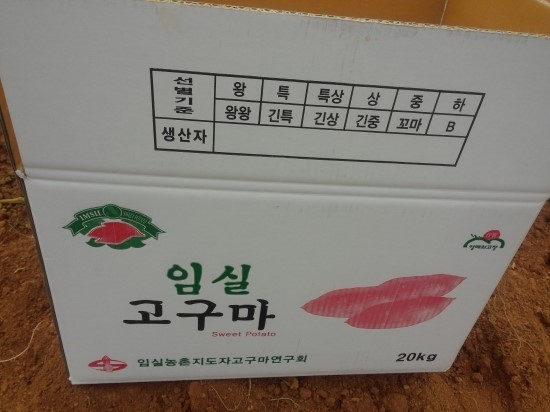 선별기준 왕 특 특상 상 중 하
왕왕 긴특 긴상 긴중 꼬마 B
생산자
IMSIL
임실
고구마
Sweet Potato
임실농촌지도자고구마연구회
20kg